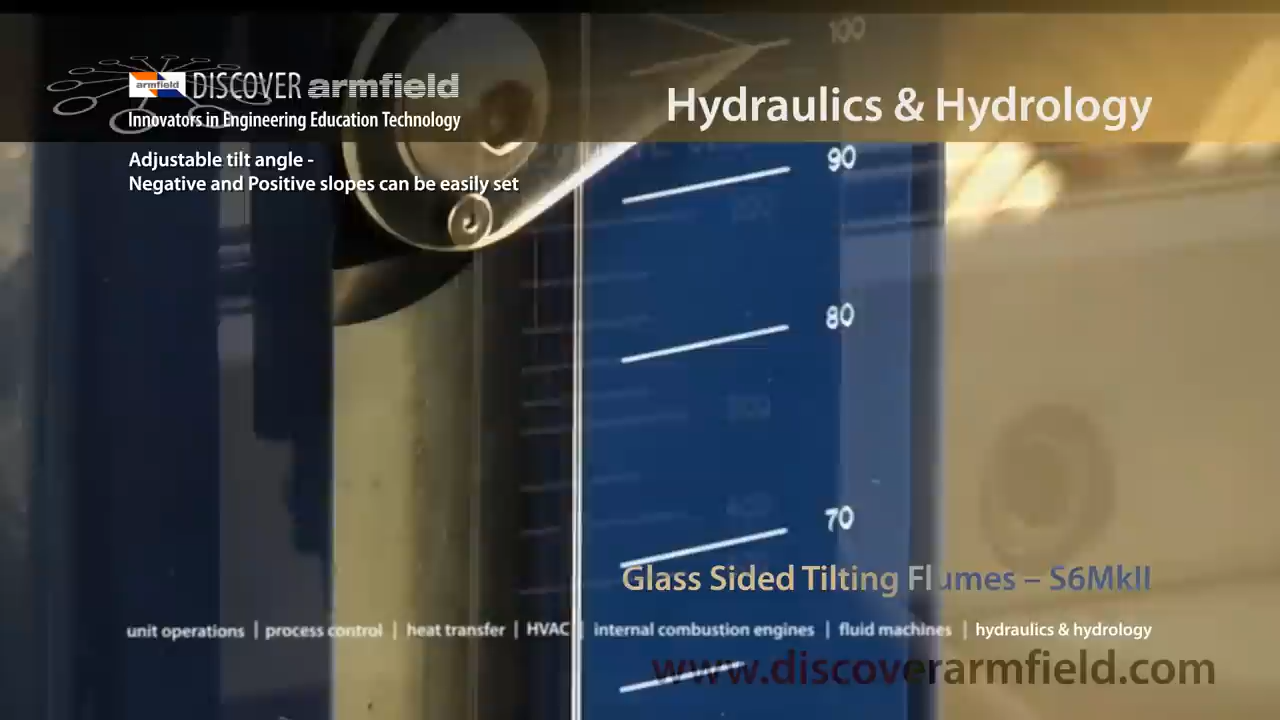 100
armfield DISCOVER armfield
Hydraulics & Hydrology
Innovators in Engineering Education Technology
Adjustable tilt angle -
Negative and Positive slopes can be easily set
90
80
70
Glass Sided Tilting Flumes – S6MkII
unit operations | process control | heat transfer | HVAC | internal combustion engines | fluid machines | hydraulics & hydrology
www.discoverarmfield.com